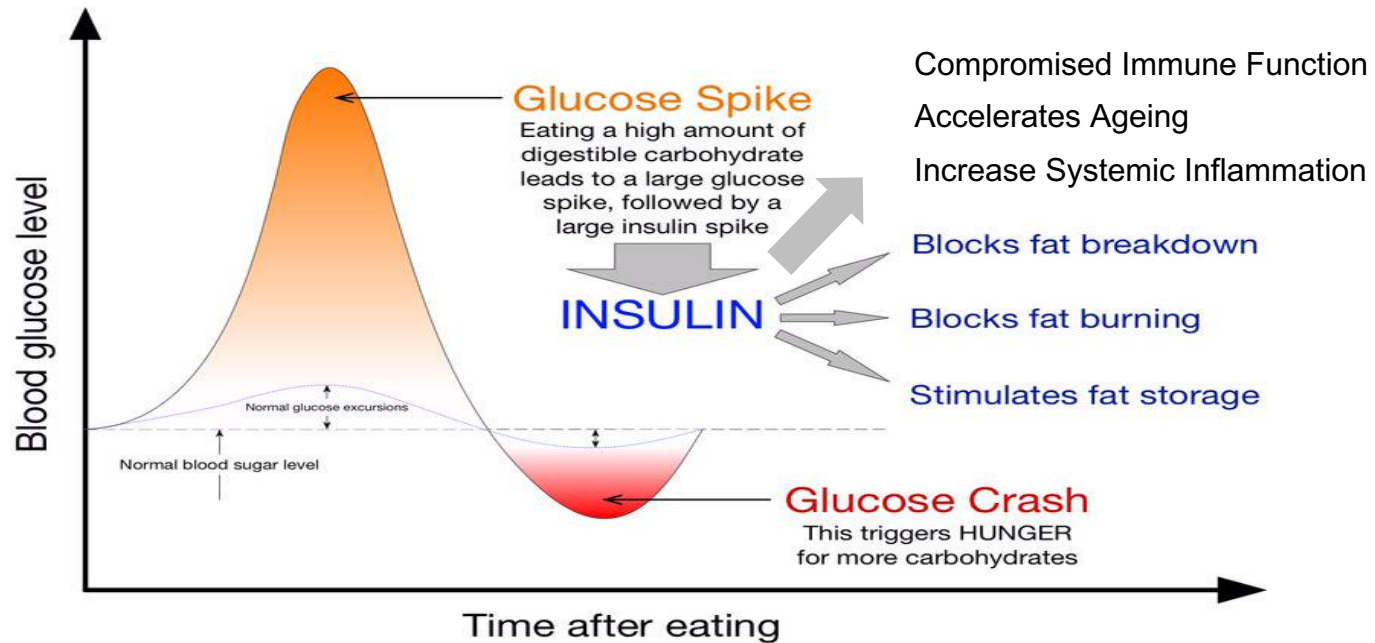 Blood glucose level
Glucose Spike
Eating a high amount of
digestible carbohydrate
leads to a large glucose
spike, followed by a
large insulin spike
INSULIN
Compromised Immune Function
Accelerates Ageing
Increase Systemic Inflammation
Blocks fat breakdown
Blocks fat burning
Stimulates fat storage
Normal glucose excursions
Normal blood sugar level
Glucose Crash
This triggers HUNGER
for more carbohydrates
Time after eating